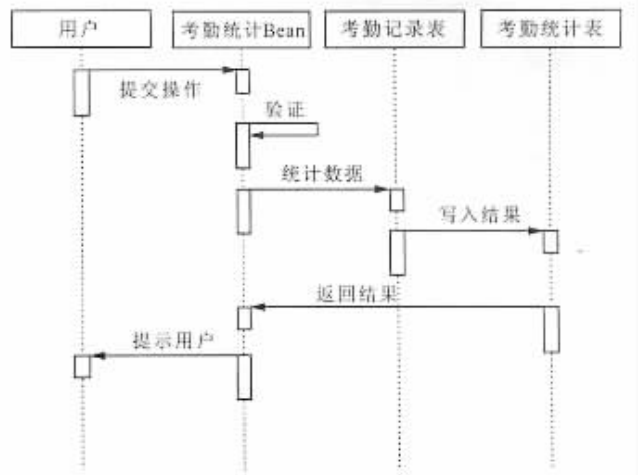 用户
考勤统计Bean
考勤记录表
考勤统计表
提交操作
验证
统计数据
写入结果
返回结果
提示用户